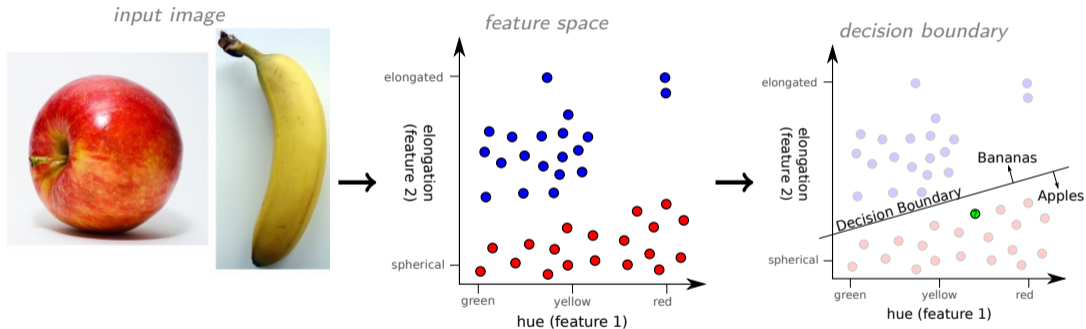 input image
feature space
elongated
elongation
(feature 2)
spherical
green
yellow
red
hue (feature 1)
decision boundary
elongated
elongation
(feature 2)
Bananas
Apples
Decision Boundary
?
spherical
green
yellow
red
hue (feature 1)